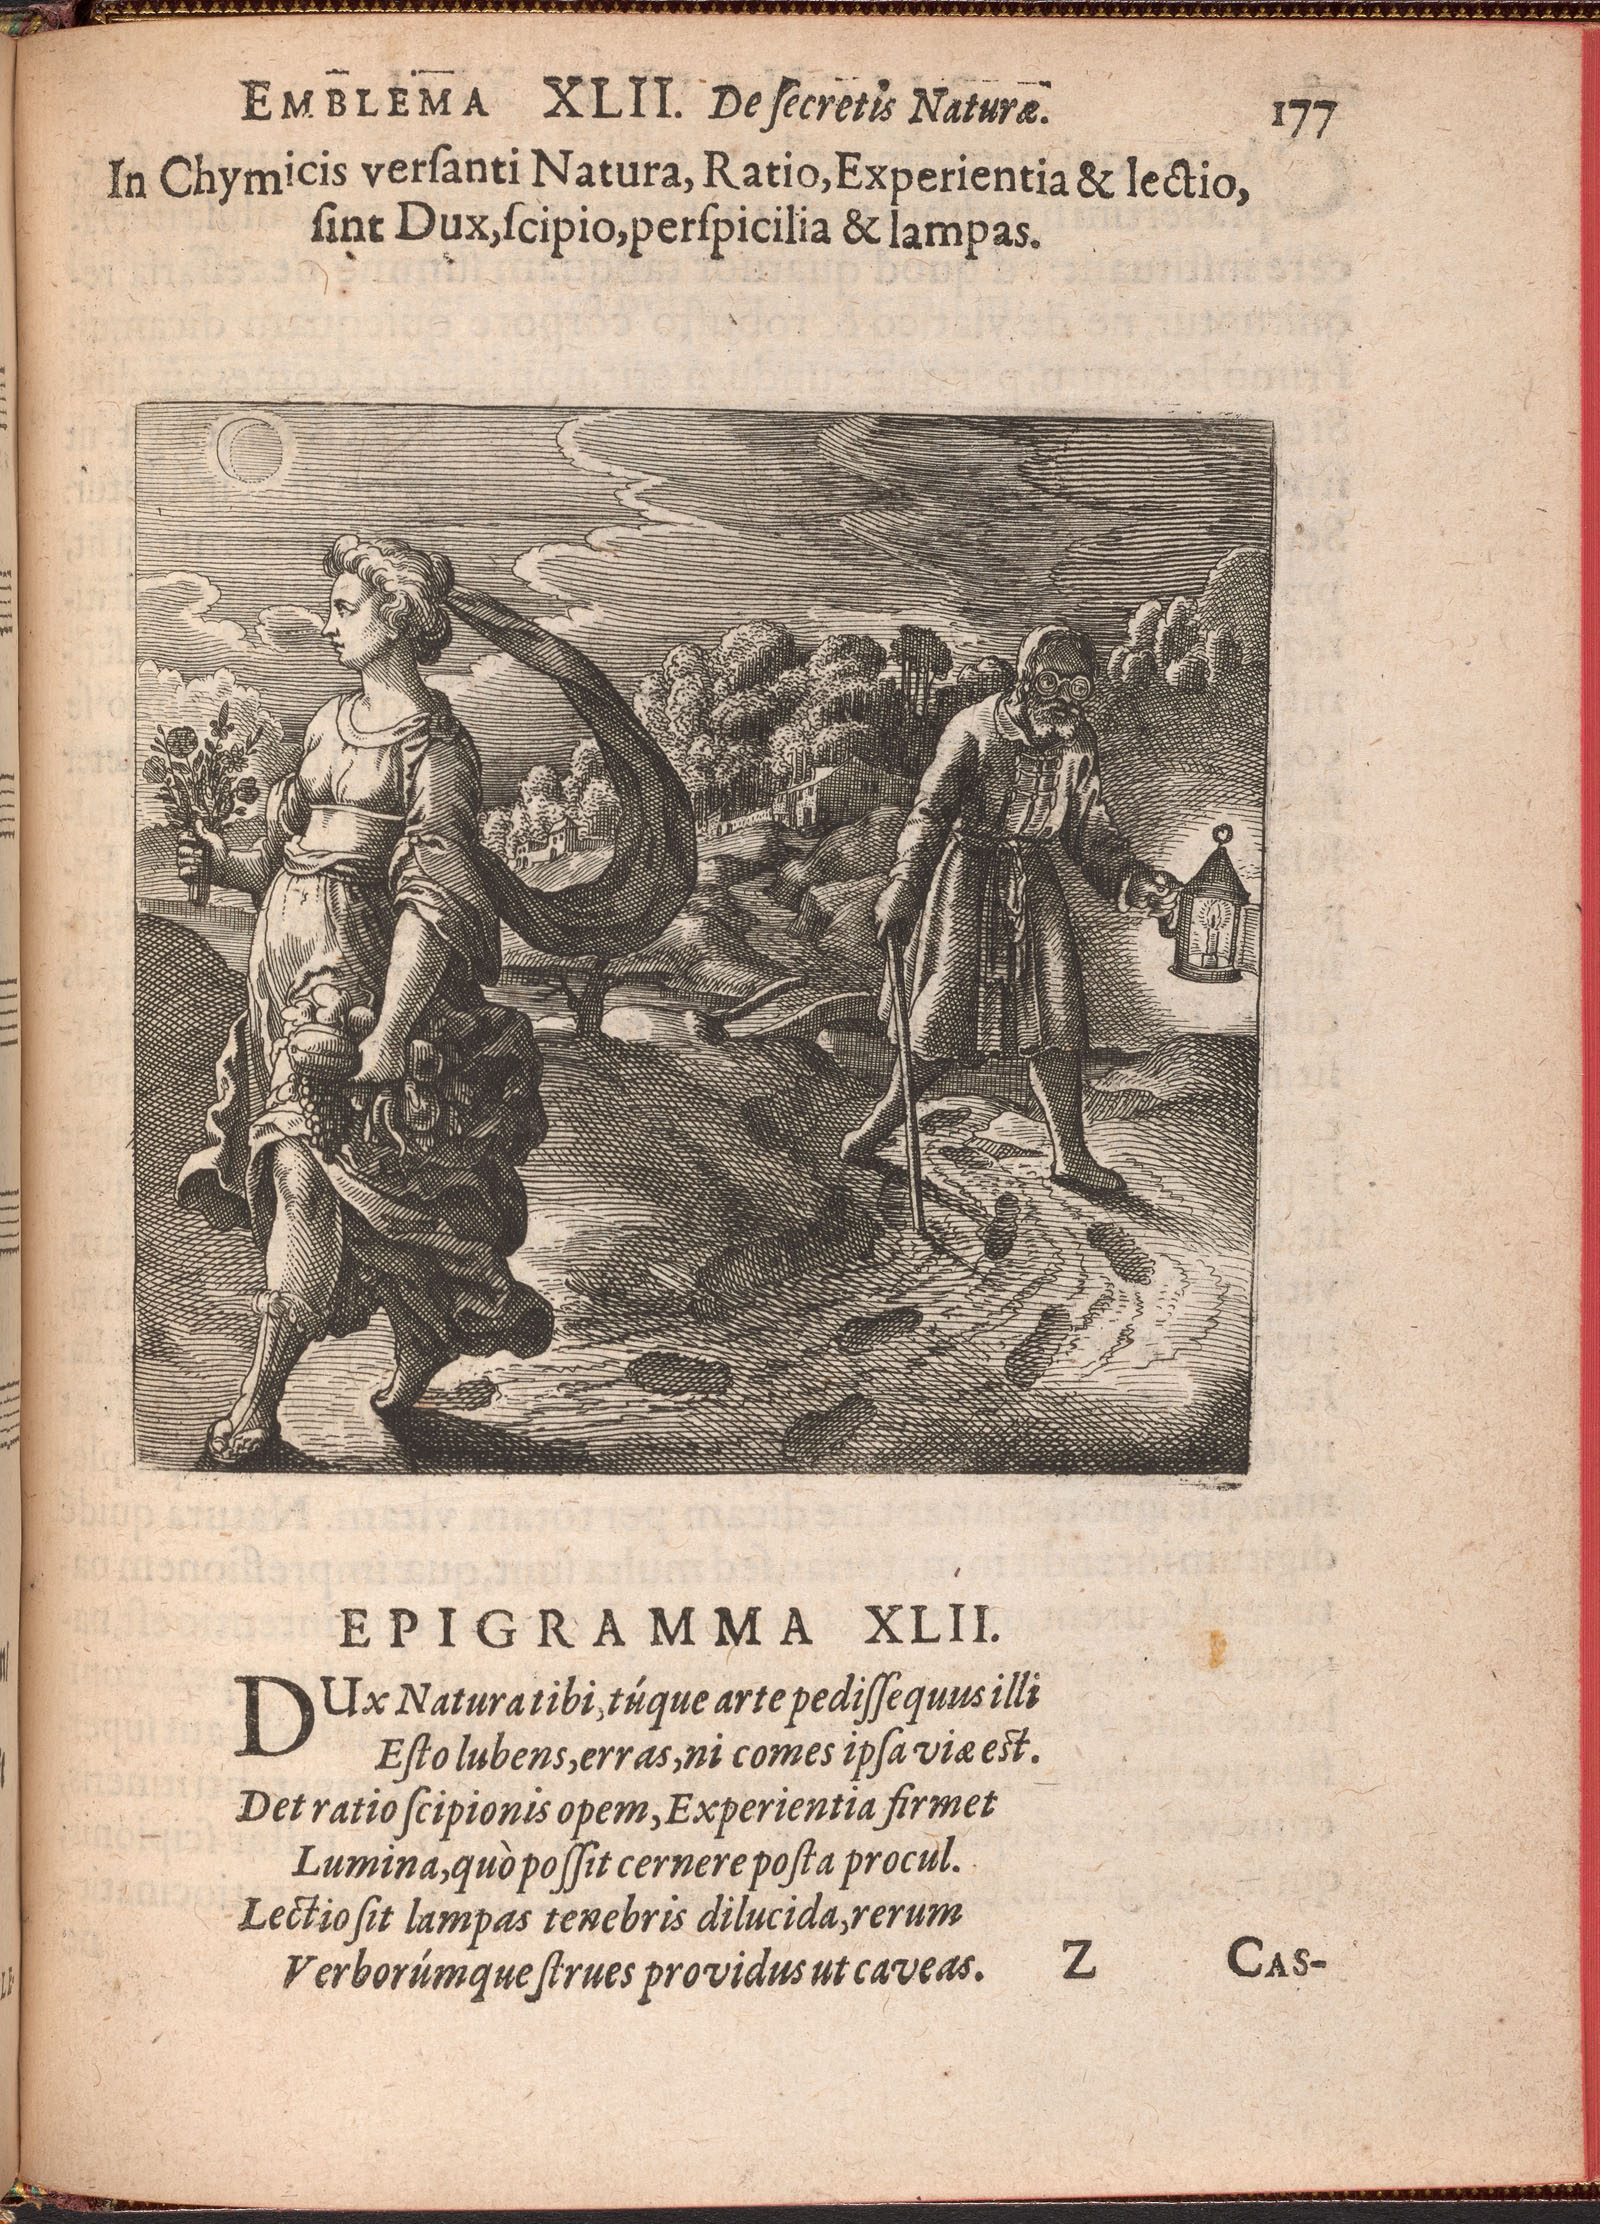 EMBLEMA XLII. De ſecretis Naturæ. 177
In Chymicis verſanti Natura, Ratio, Experientia & lectio,
ſint Dux, ſcipio, perſpicilia & lampas.
EPIGRAMMA XLII.
DUx Natura tibi, túque arte pediſſequus illi
Eſto lubens, erras, ni comes ipſa viæ est.
Det ratio ſcipionis opem, Experientia firmet
Lumina, quò poſſit cernere poſta procul.
Lectio ſit lampas tenebris dilucida, rerum
Verborúmque ſtrues providus ut caveas.
Z CAS-